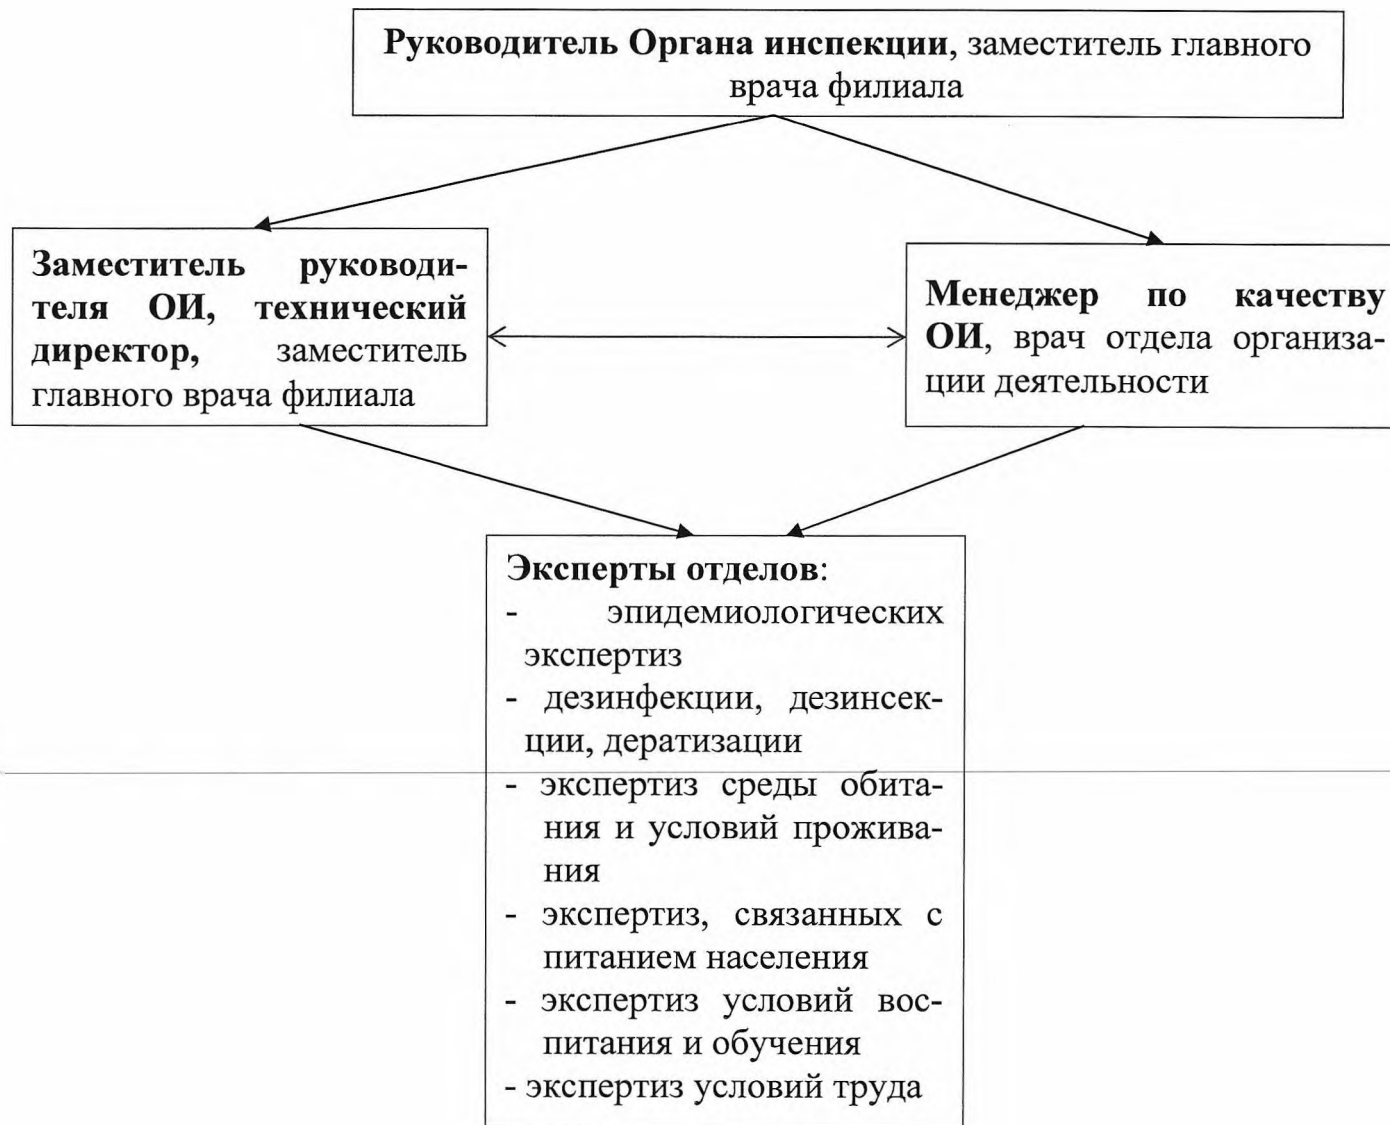 Руководитель Органа инспекции, заместитель главного
врача филиала
Заместитель руководи-
теля ОИ, технический
директор, заместитель
главного врача филиала
Менеджер по качеству
ОИ, врач отдела организа-
ции деятельности
Эксперты отделов:
- эпидемиологических
экспертиз
- дезинфекции, дезинсек-
ции, дератизации
- экспертиз среды обита-
ния и условий прожива-
ния
- экспертиз, связанных с
питанием населения
- экспертиз условий вос-
питания и обучения
- экспертиз условий труда